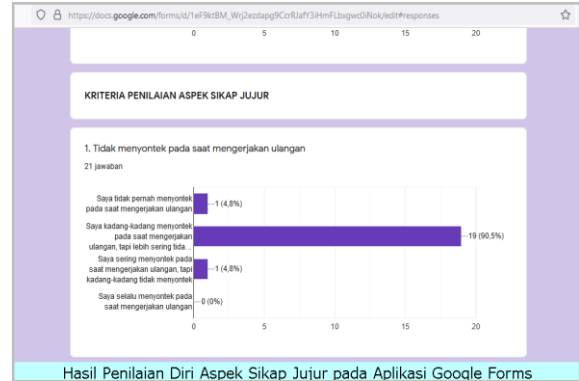 https://docs.google.com/forms/d/1eF9ktBM_Wrj2ezdapg9CcrRJafY3iHmFLbxgwc0iNok/edit#responses
0 5 10 15 20
KRITERIA PENILAIAN ASPEK SIKAP JUJUR
1. Tidak menyontek pada saat mengerjakan ulangan
21 jawaban
Saya tidak pernah menyontek
pada saat mengerjakan ulangan
1 (4,8%)
Saya kadang-kadang menyontek
pada saat mengerjakan
ulangan, tapi lebih sering tida...
19 (90,5%)
Saya sering menyontek pada
saat mengerjakan ulangan, tapi
kadang-kadang tidak menyontek
1 (4,8%)
Saya selalu menyontek pada
saat mengerjakan ulangan
0 (0%)
0 5 10 15 20
Hasil Penilaian Diri Aspek Sikap Jujur pada Aplikasi Google Forms